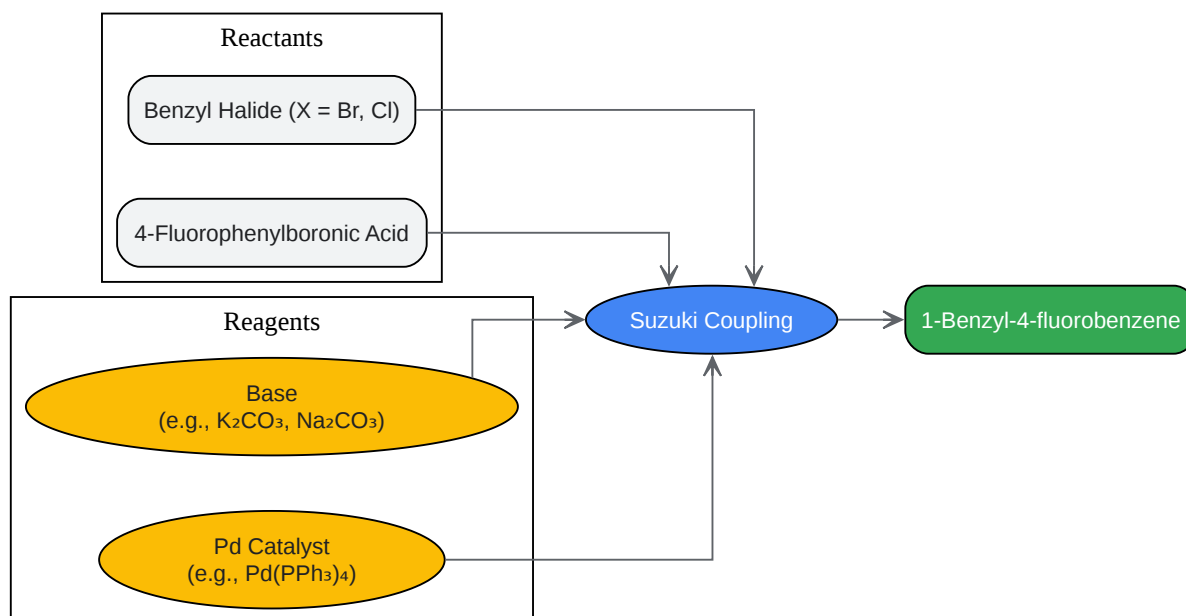 Reactants
Benzyl Halide (X = Br, Cl)
4-Fluorophenylboronic Acid
Reagents
Base
(e.g., K₂CO₃, Na₂CO₃)
Pd Catalyst
(e.g., Pd(PPh₃)₄)
Suzuki Coupling
1-Benzyl-4-fluorobenzene